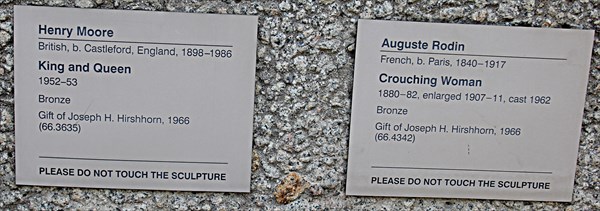 Henry Moore
British, b. Castleford, England, 1898–1986
King and Queen
1952–53
Bronze
Gift of Joseph H. Hirshhorn, 1966
(66.3635)
PLEASE DO NOT TOUCH THE SCULPTURE
Auguste Rodin
French, b. Paris, 1840–1917
Crouching Woman
1880–82, enlarged 1907–11, cast 1962
Bronze
Gift of Joseph H. Hirshhorn, 1966
(66.4342)
PLEASE DO NOT TOUCH THE SCULPTURE